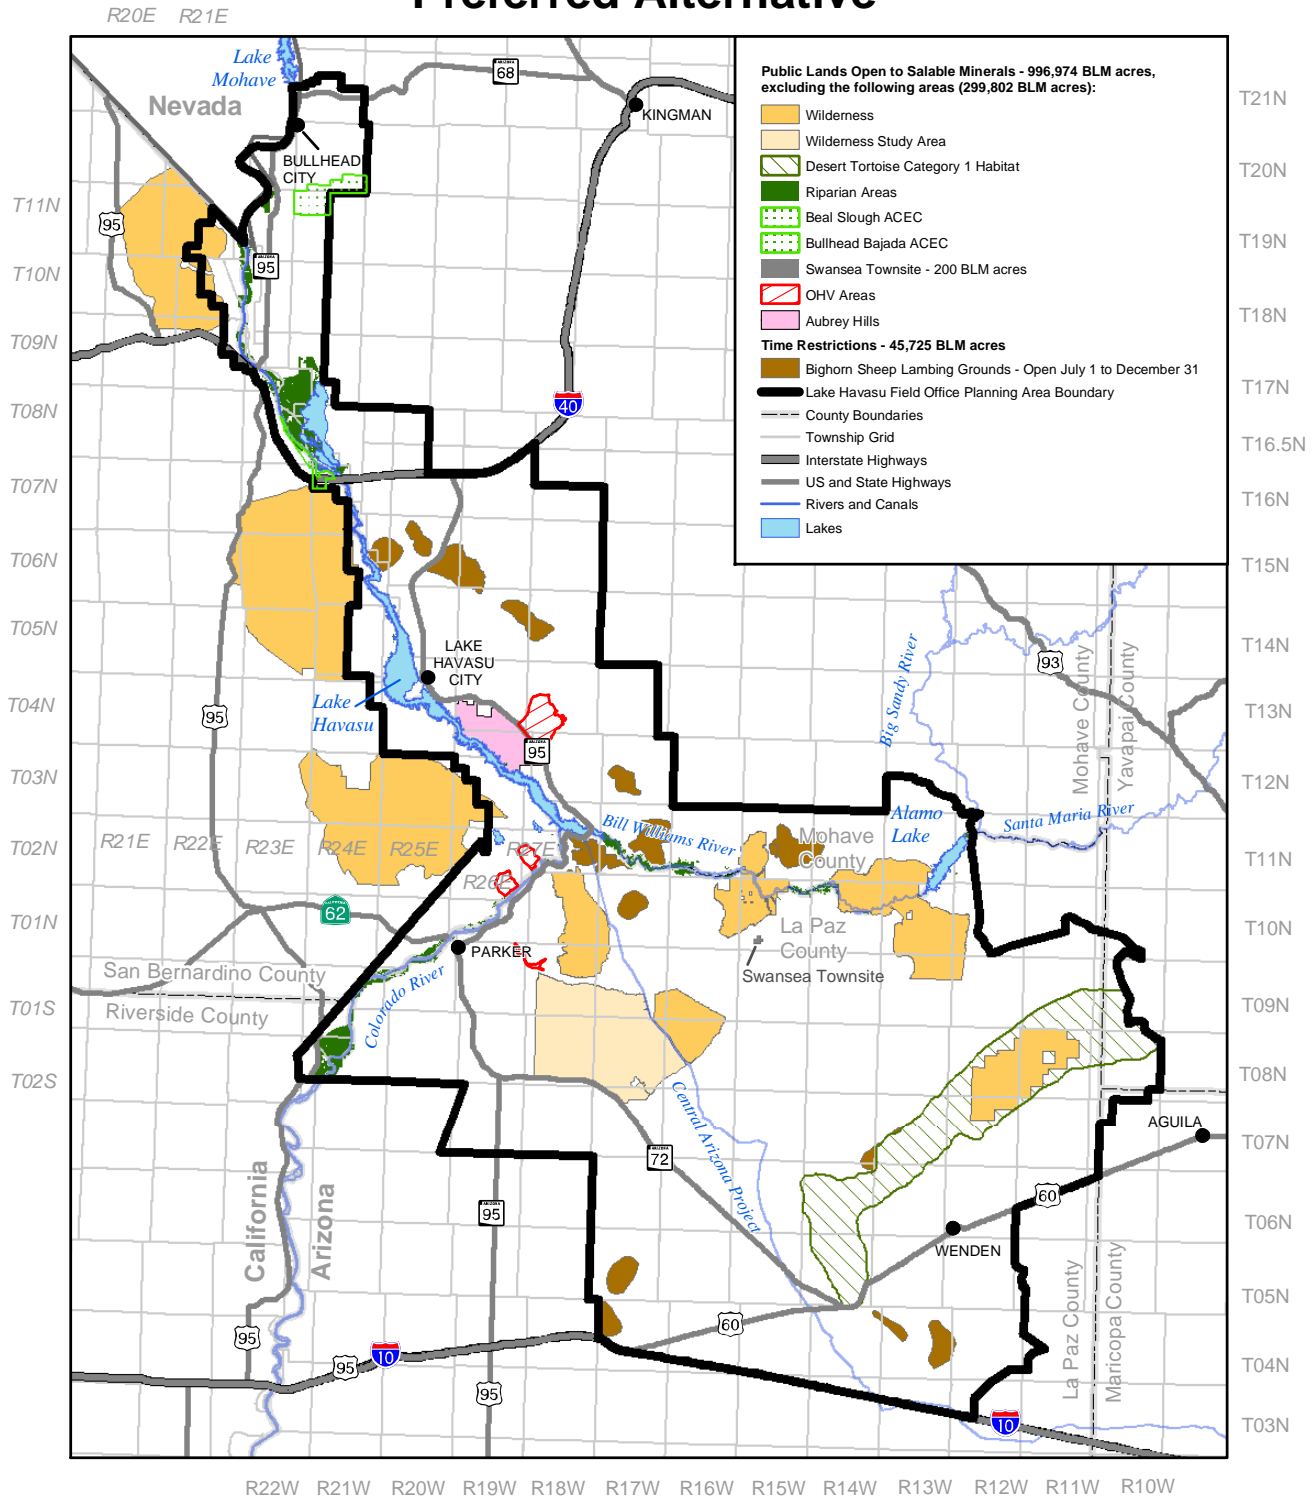 Preferred Alternative
R20E R21E
Lake
Mohave
Nevada
68
KINGMAN
BULLHEAD
CITY
Public Lands Open to Salable Minerals - 996,974 BLM acres,
excluding the following areas (299,802 BLM acres):
Wilderness
Wilderness Study Area
Desert Tortoise Category 1 Habitat
Riparian Areas
Beal Slough ACEC
Bullhead Bajada ACEC
Swansea Townsite - 200 BLM acres
OHV Areas
Aubrey Hills
Time Restrictions - 45,725 BLM acres
Bighorn Sheep Lambing Grounds - Open July 1 to December 31
Lake Havasu Field Office Planning Area Boundary
County Boundaries
Township Grid
Interstate Highways
US and State Highways
Rivers and Canals
Lakes
T21N
T20N
T19N
T18N
T17N
T16.5N
T16N
T15N
T14N
T13N
T12N
T11N
T10N
T09N
T08N
T07N
T06N
T05N
T04N
T03N
T11N
T10N
T09N
T08N
T07N
T06N
T05N
T04N
T03N
T02N
T01N
T01S
T02S
95
ARIZONA
95
40
LAKE
HAVASU
CITY
Lake
Havasu
95
ARIZONA
95
93
Big Sandy River
Mohave County
Yavapai County
Santa Maria River
Alamo
Lake
Bill Williams River
Mohave
County
R21E R22E R23E R24E R25E R27E
R26E
CALIFORNIA
62
PARKER
La Paz
County
Swansea Townsite
San Bernardino County
Riverside County
Colorado River
Central Arizona Project
ARIZONA
72
AGUILA
60
WENDEN
California
Arizona
ARIZONA
95
La Paz County
Maricopa County
60
95
95
10
95
10
R22W R21W R20W R19W R18W R17W R16W R15W R14W R13W R12W R11W R10W